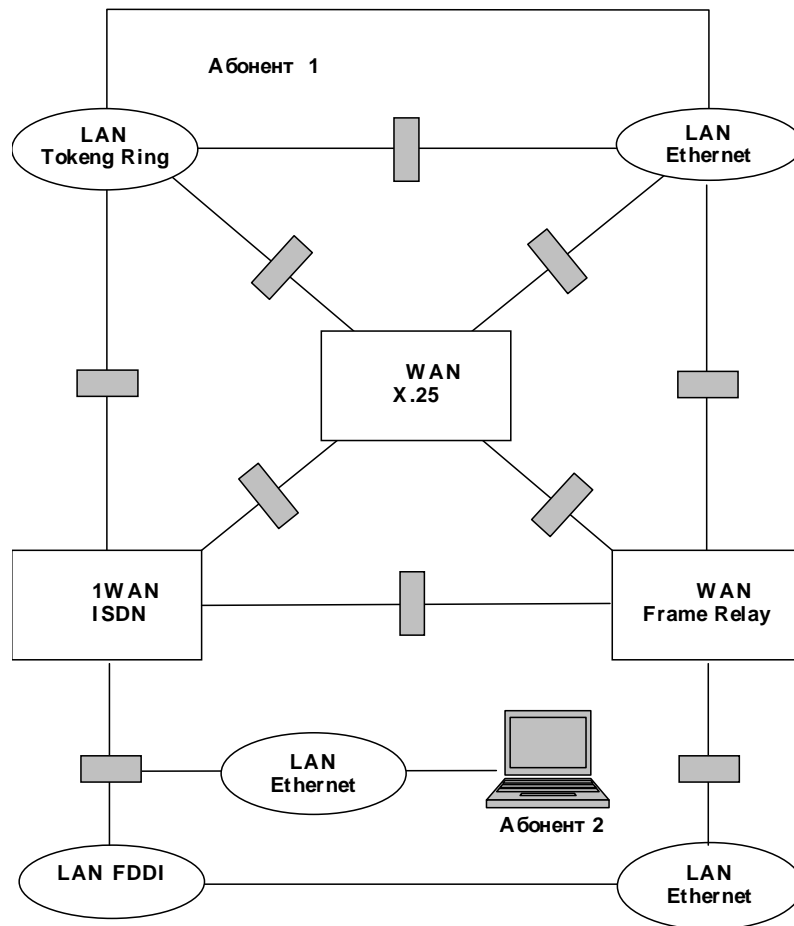 Абонент 1
LAN
Tokeng Ring
LAN
Ethernet
WAN
X.25
1WAN
ISDN
WAN
Frame Relay
LAN
Ethernet
Абонент 2
LAN FDDI
LAN
Ethernet